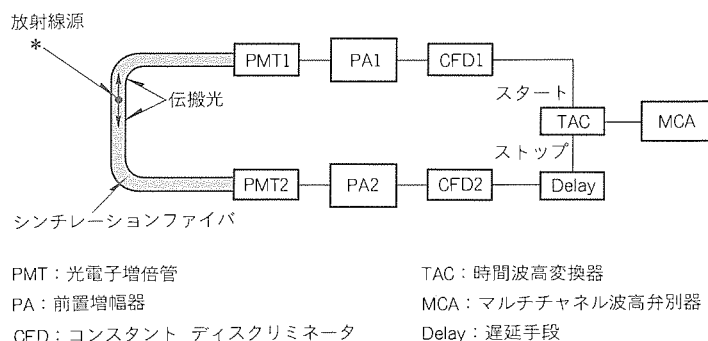 放射線源
*
PMT1
PA1
CFD1
伝搬光
スタート
TAC
MCA
ストップ
PMT2
PA2
CFD2
Delay
シンチレーションファイバ
PMT：光電子増倍管
TAC：時間波高変換器
PA：前置増幅器
MCA：マルチチャネル波高弁別器
CFD：コンスタント ディスクリミネータ
Delay：遅延手段